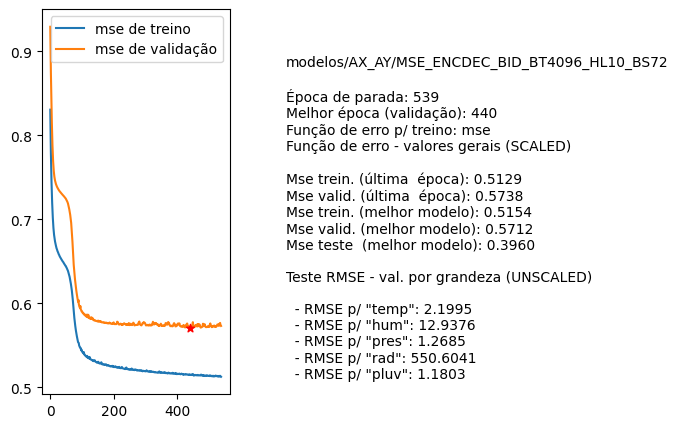 mse de treino
mse de validação
0.9
0.8
0.7
0.6
0.5
0
200
400
modelos/AX_AY/MSE_ENCDEC_BID_BT4096_HL10_BS72
Época de parada: 539
Melhor época (validação): 440
Função de erro p/ treino: mse
Função de erro - valores gerais (SCALED)
Mse trein. (última  época): 0.5129
Mse valid. (última  época): 0.5738
Mse trein. (melhor modelo): 0.5154
Mse valid. (melhor modelo): 0.5712
Mse teste  (melhor modelo): 0.3960
Teste RMSE - val. por grandeza (UNSCALED)
- RMSE p/ "temp": 2.1995
- RMSE p/ "hum": 12.9376
- RMSE p/ "pres": 1.2685
- RMSE p/ "rad": 550.6041
- RMSE p/ "pluv": 1.1803